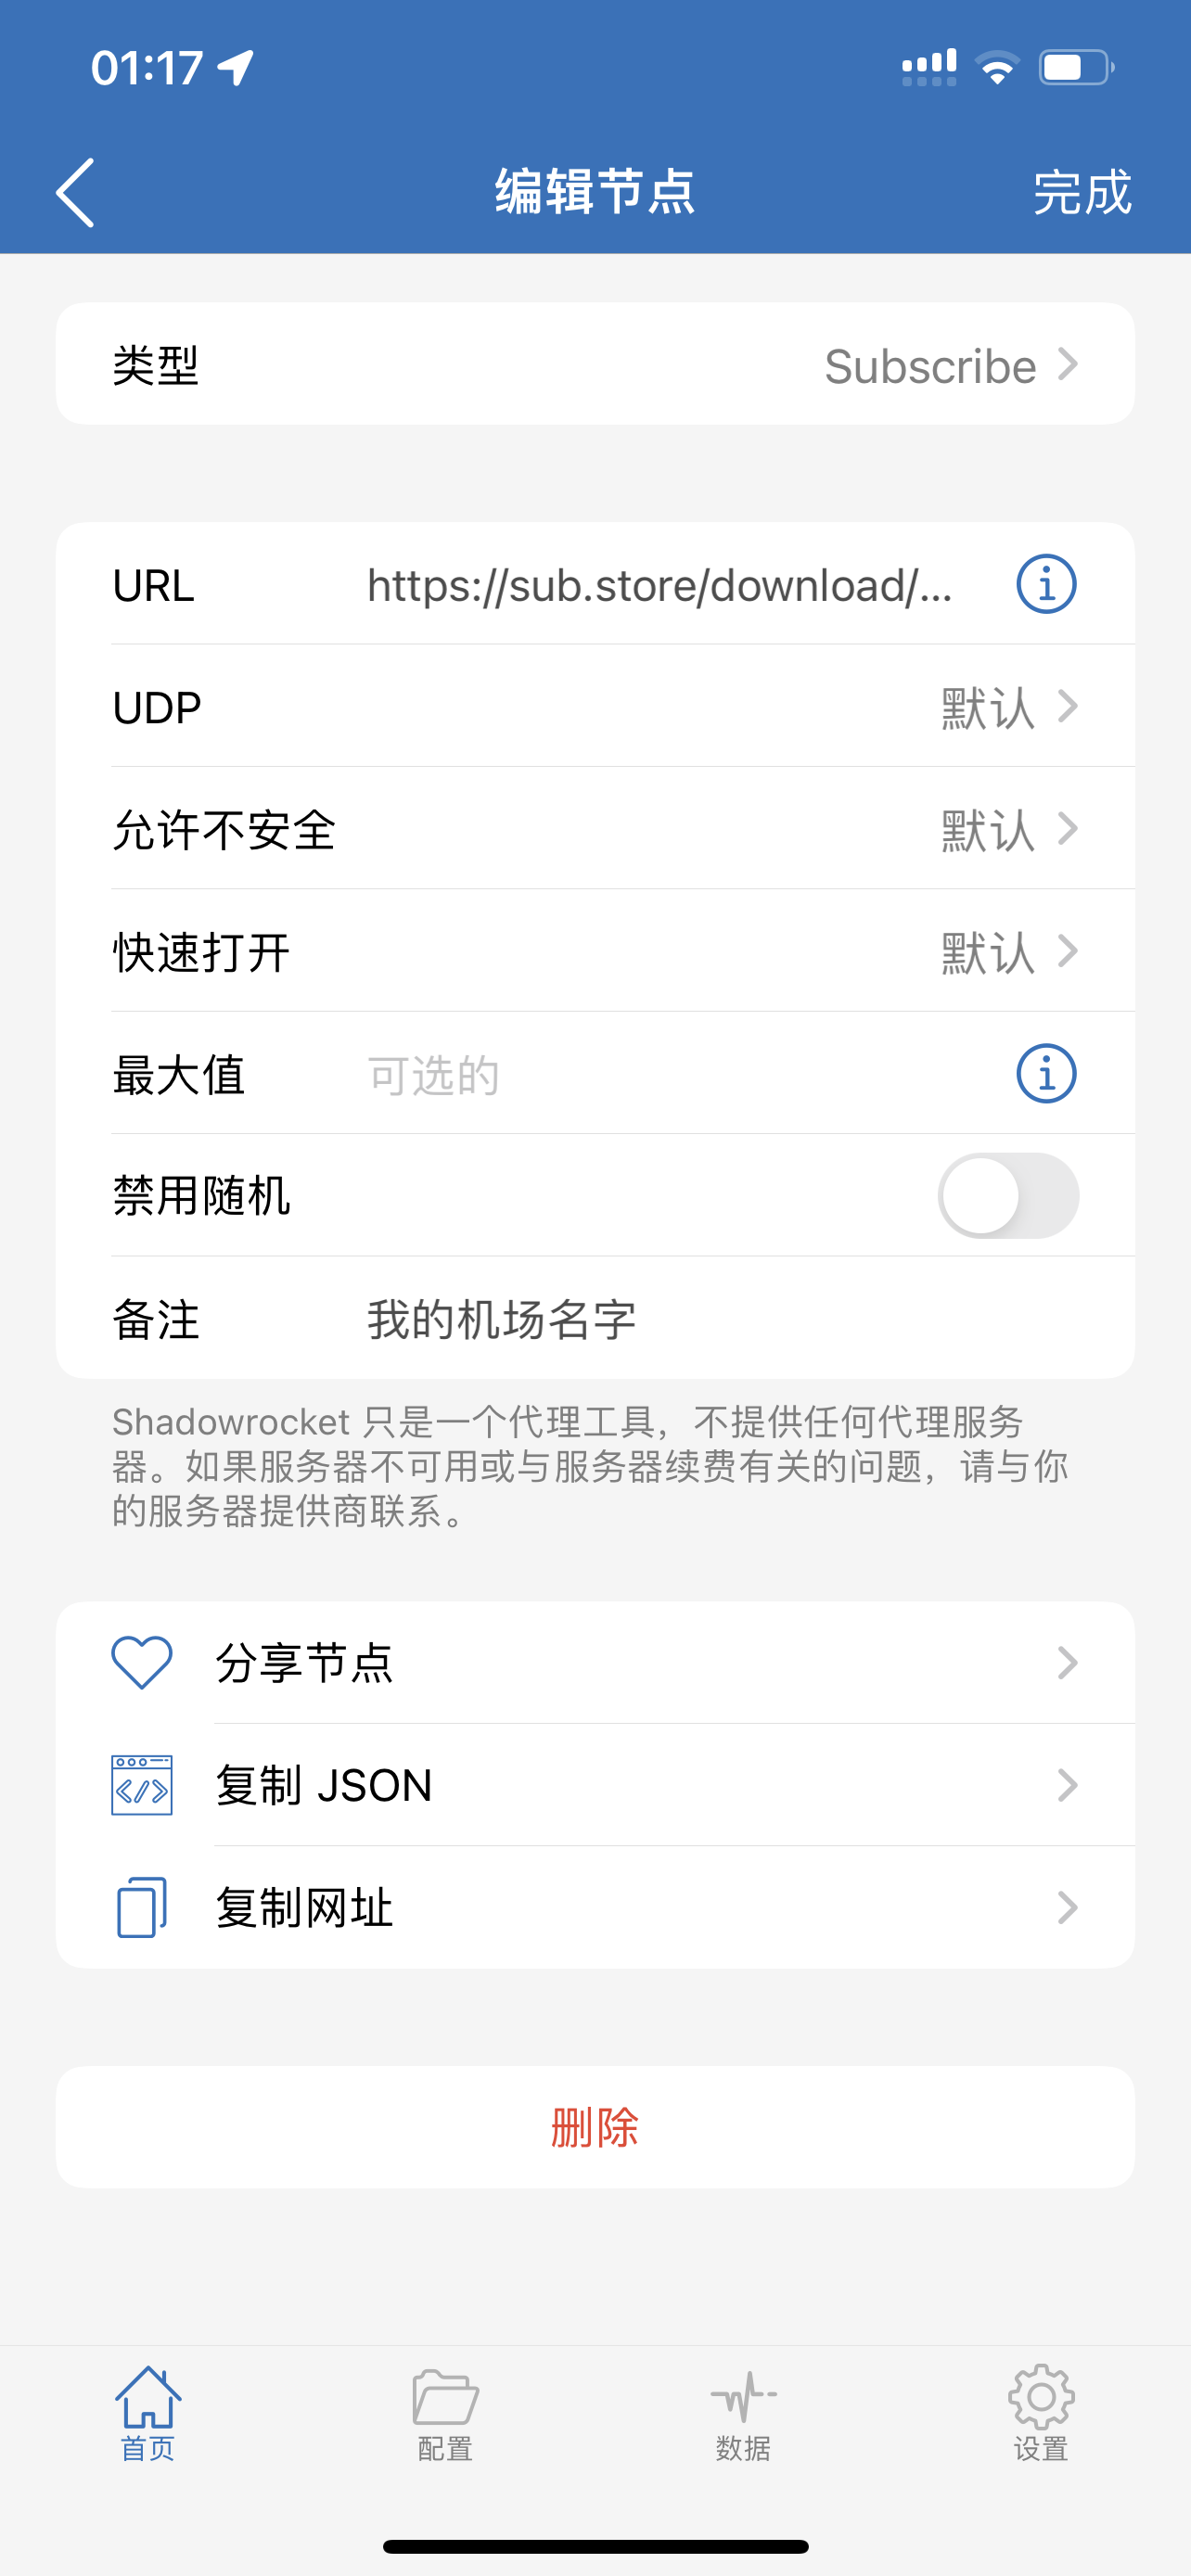 01:17
编辑节点
完成
类型
Subscribe
URL
https://sub.store/download/...
UDP
默认
允许不安全
默认
快速打开
默认
最大值
可选的
禁用随机
备注
我的机场名字
Shadowrocket 只是一个代理工具，不提供任何代理服务
器。如果服务器不可用或与服务器续费有关的问题，请与你
的服务器提供商联系。
分享节点
复制 JSON
复制网址
删除
首页
配置
数据
设置